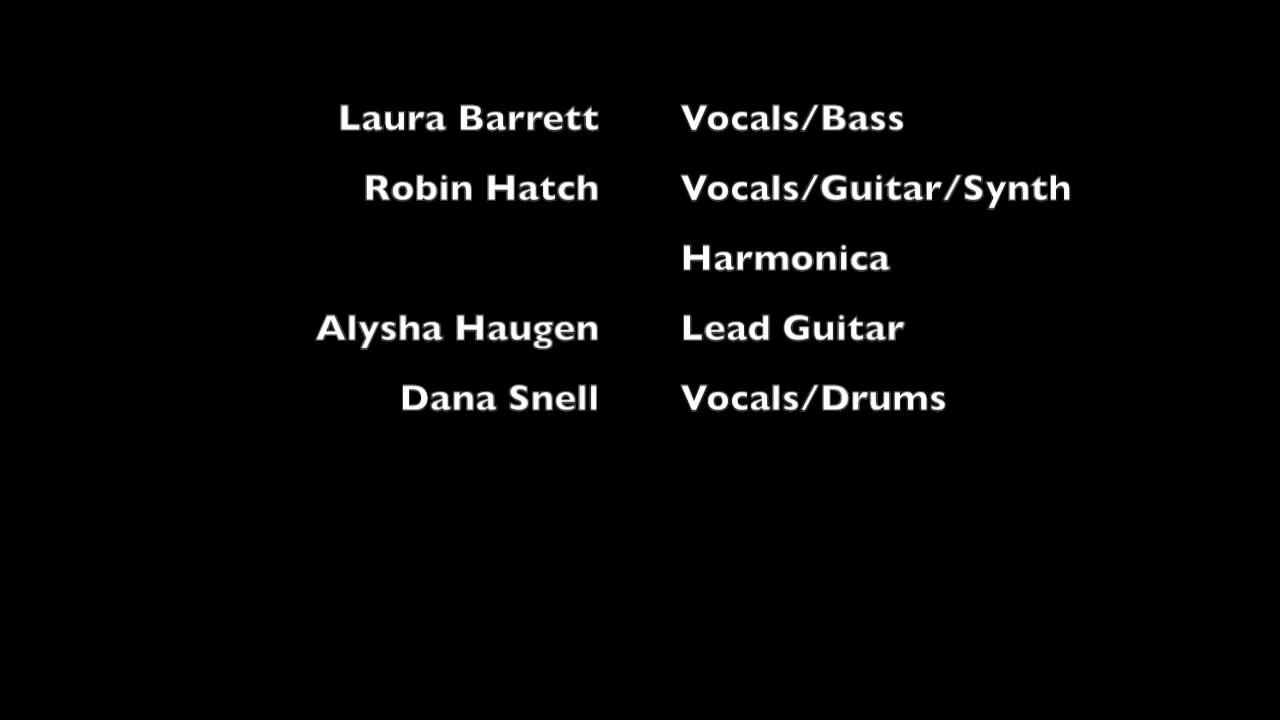 Laura Barrett Vocals/Bass
Robin Hatch Vocals/Guitar/Synth
Harmonica
Alysha Haugen Lead Guitar
Dana Snell Vocals/Drums